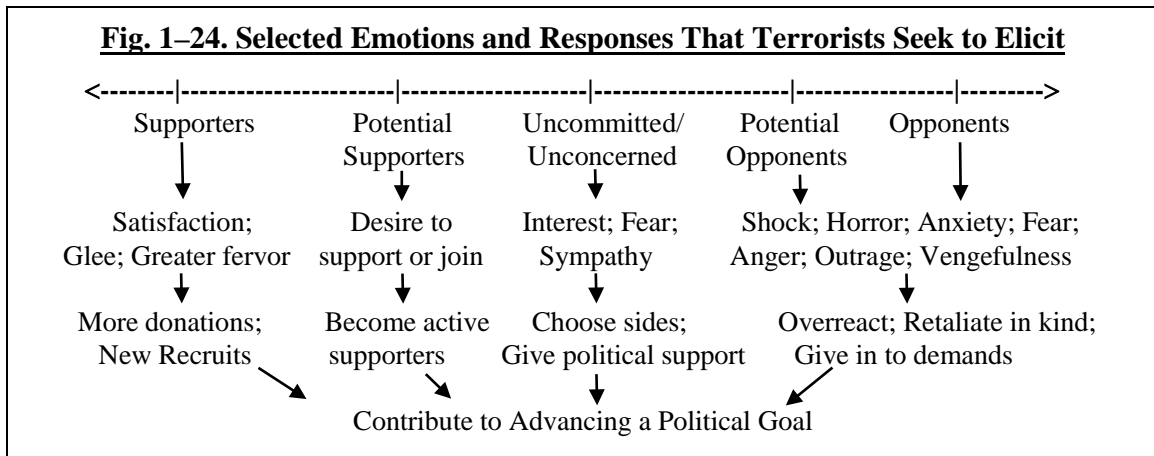 Fig. 1–24. Selected Emotions and Responses That Terrorists Seek to Elicit
<--------|-----------------------|---------------------|---------------------|-----------------|--------->
Supporters Potential Uncommitted/ Potential Opponents
Supporters Unconcerned Opponents
Satisfaction; Desire to Interest; Fear; Shock; Horror; Anxiety; Fear;
Glee; Greater fervor support or join Sympathy Anger; Outrage; Vengefulness
More donations; Become active Choose sides; Overreact; Retaliate in kind;
New Recruits supporters Give political support Give in to demands
Contribute to Advancing a Political Goal